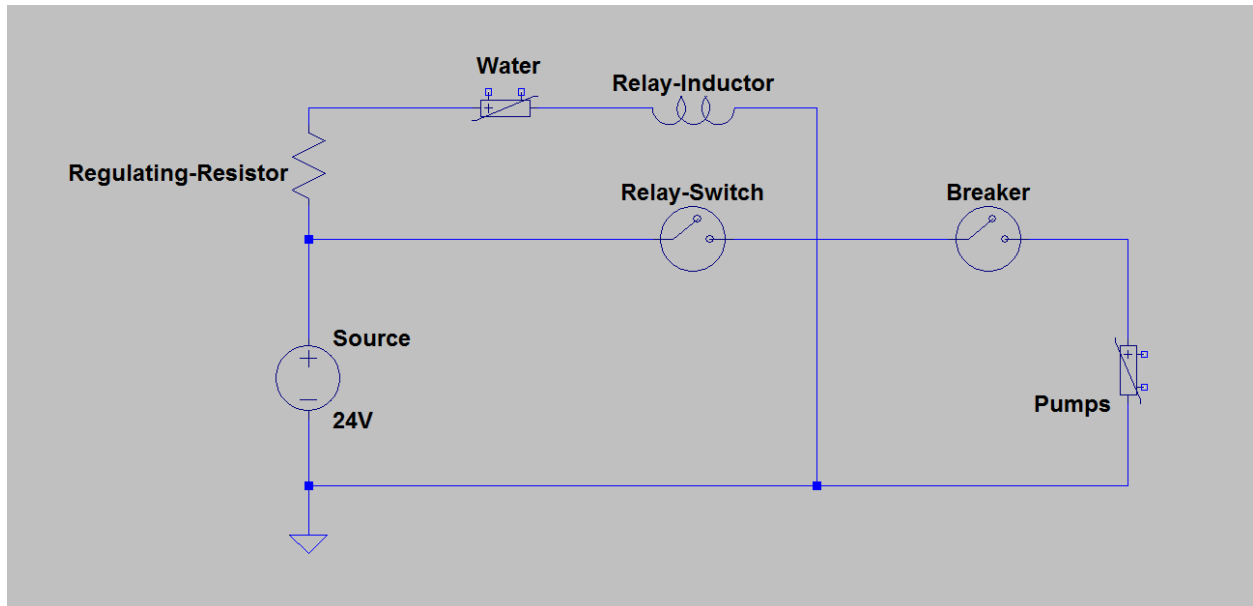 Water
Relay-Inductor
Regulating-Resistor
Relay-Switch
Breaker
Source
24V
Pumps